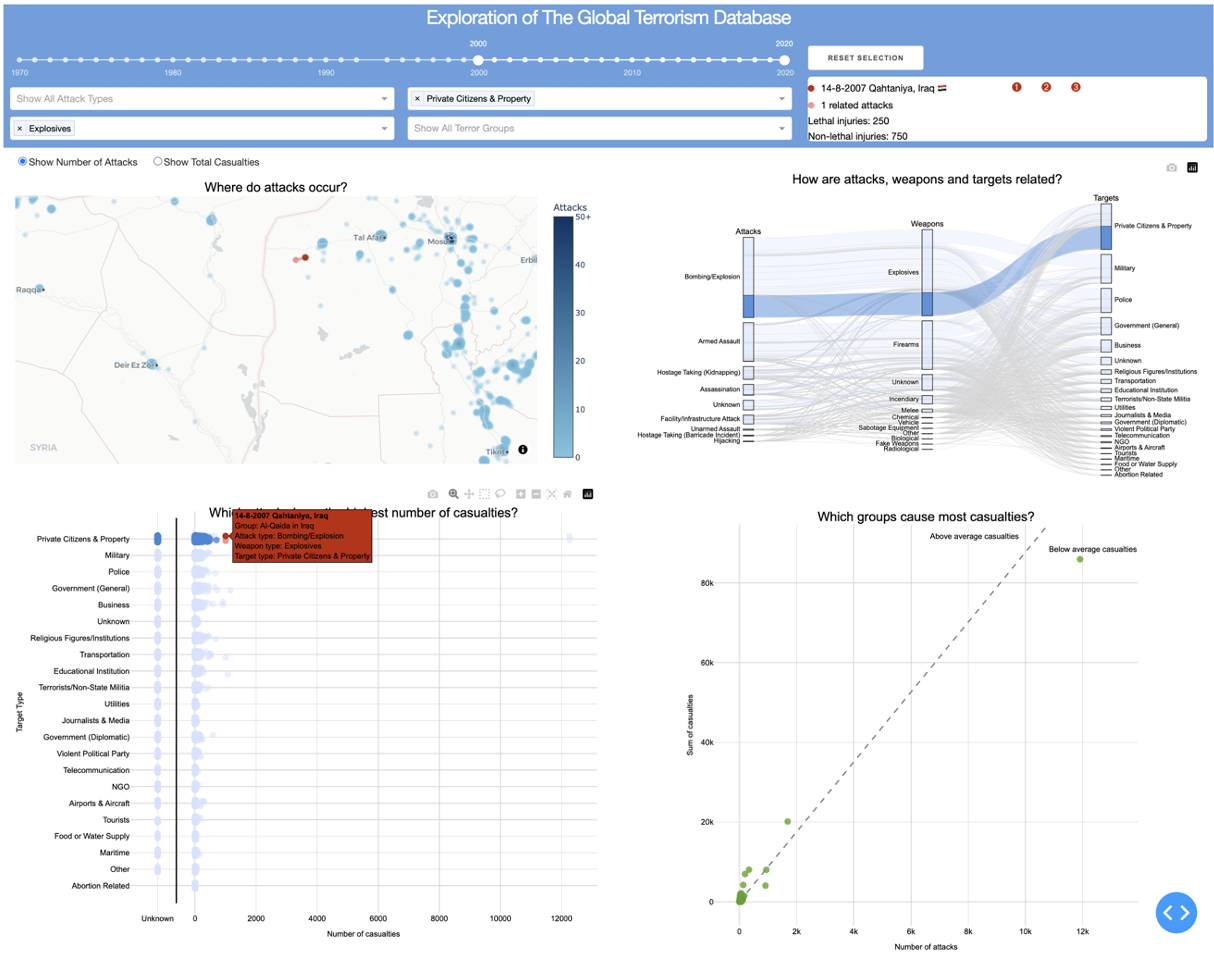 Exploration of The Global Terrorism Database
2000
2020
1970
1980
1990
2000
2010
2020
RESET SELECTION
Show All Attack Types
× Private Citizens & Property
× Explosives
Show All Terror Groups
14-8-2007 Qahtaniya, Iraq
1
2
3
1 related attacks
Lethal injuries: 250
Non-lethal injuries: 750
Show Number of Attacks
Show Total Casualties
Where do attacks occur?
Attacks
50+
40
30
20
10
0
Tal Afar
Mosul
Erbil
Raqqa
Deir Ez Zor
SYRIA
Tikrit
How are attacks, weapons and targets related?
Attacks
Bombing/Explosion
Armed Assault
Hostage Taking (Kidnapping)
Assassination
Unknown
Facility/Infrastructure Attack
Unarmed Assault
Hostage Taking (Barricade Incident)
Hijacking
Weapons
Explosives
Firearms
Unknown
Incendiary
Melee
Chemical
Vehicle
Sabotage Equipment
Other
Biological
Fake Weapons
Radiological
Targets
Private Citizens & Property
Military
Police
Government (General)
Business
Unknown
Religious Figures/Institutions
Transportation
Educational Institution
Terrorists/Non-State Militia
Utilities
Journalists & Media
Government (Diplomatic)
Violent Political Party
Telecommunication
NGO
Airports & Aircraft
Tourists
Maritime
Food or Water Supply
Other
Abortion Related
st number of casualties?
14-8-2007 Qahtaniya, Iraq
Group: Al-Qaida in Iraq
Attack type: Bombing/Explosion
Weapon type: Explosives
Target type: Private Citizens & Property
Target Type
Private Citizens & Property
Military
Police
Government (General)
Business
Unknown
Religious Figures/Institutions
Transportation
Educational Institution
Terrorists/Non-State Militia
Utilities
Journalists & Media
Government (Diplomatic)
Violent Political Party
Telecommunication
NGO
Airports & Aircraft
Tourists
Food or Water Supply
Maritime
Other
Abortion Related
Unknown
0
2000
4000
6000
8000
10000
12000
Number of casualties
Which groups cause most casualties?
Above average casualties
Below average casualties
Sum of casualties
80k
60k
40k
20k
0
0
2k
4k
6k
8k
10k
12k
Number of attacks